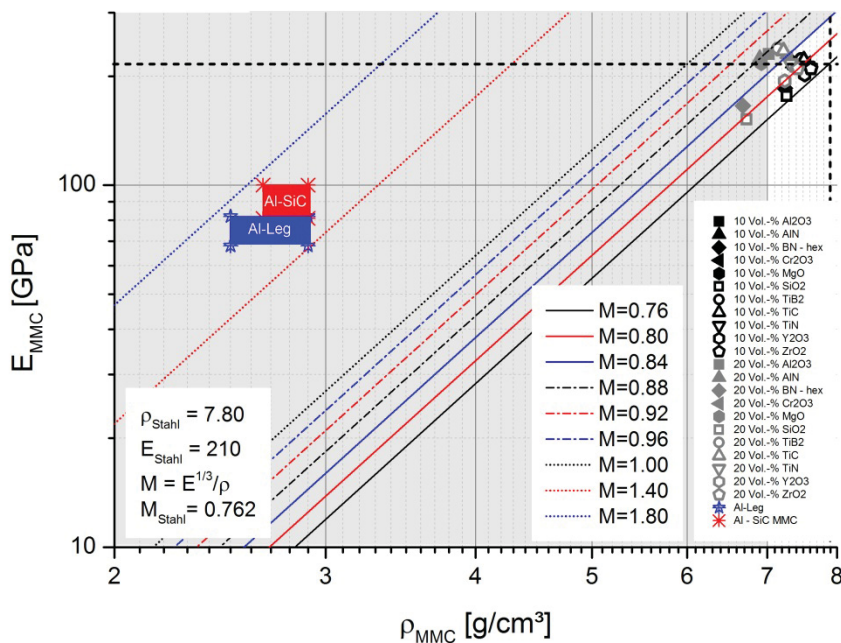 100
10
E_MMC [GPa]
Al-SiC
Al-Leg
ρ_Stahl = 7.80
E_Stahl = 210
M = E^1/3/ρ
M_Stahl = 0.762
M=0.76
M=0.80
M=0.84
M=0.88
M=0.92
M=0.96
M=1.00
M=1.40
M=1.80
10 Vol.-% Al2O3
10 Vol.-% AlN
10 Vol.-% BN - hex
10 Vol.-% Cr2O3
10 Vol.-% MgO
10 Vol.-% SiO2
10 Vol.-% TiB2
10 Vol.-% TiC
10 Vol.-% TiN
10 Vol.-% Y2O3
10 Vol.-% ZrO2
20 Vol.-% Al2O3
20 Vol.-% AlN
20 Vol.-% BN - hex
20 Vol.-% Cr2O3
20 Vol.-% MgO
20 Vol.-% SiO2
20 Vol.-% TiB2
20 Vol.-% TiC
20 Vol.-% TiN
20 Vol.-% Y2O3
20 Vol.-% ZrO2
Al-Leg
Al - SiC MMC
2 3 4 5 6 7 8
ρ_MMC [g/cm³]